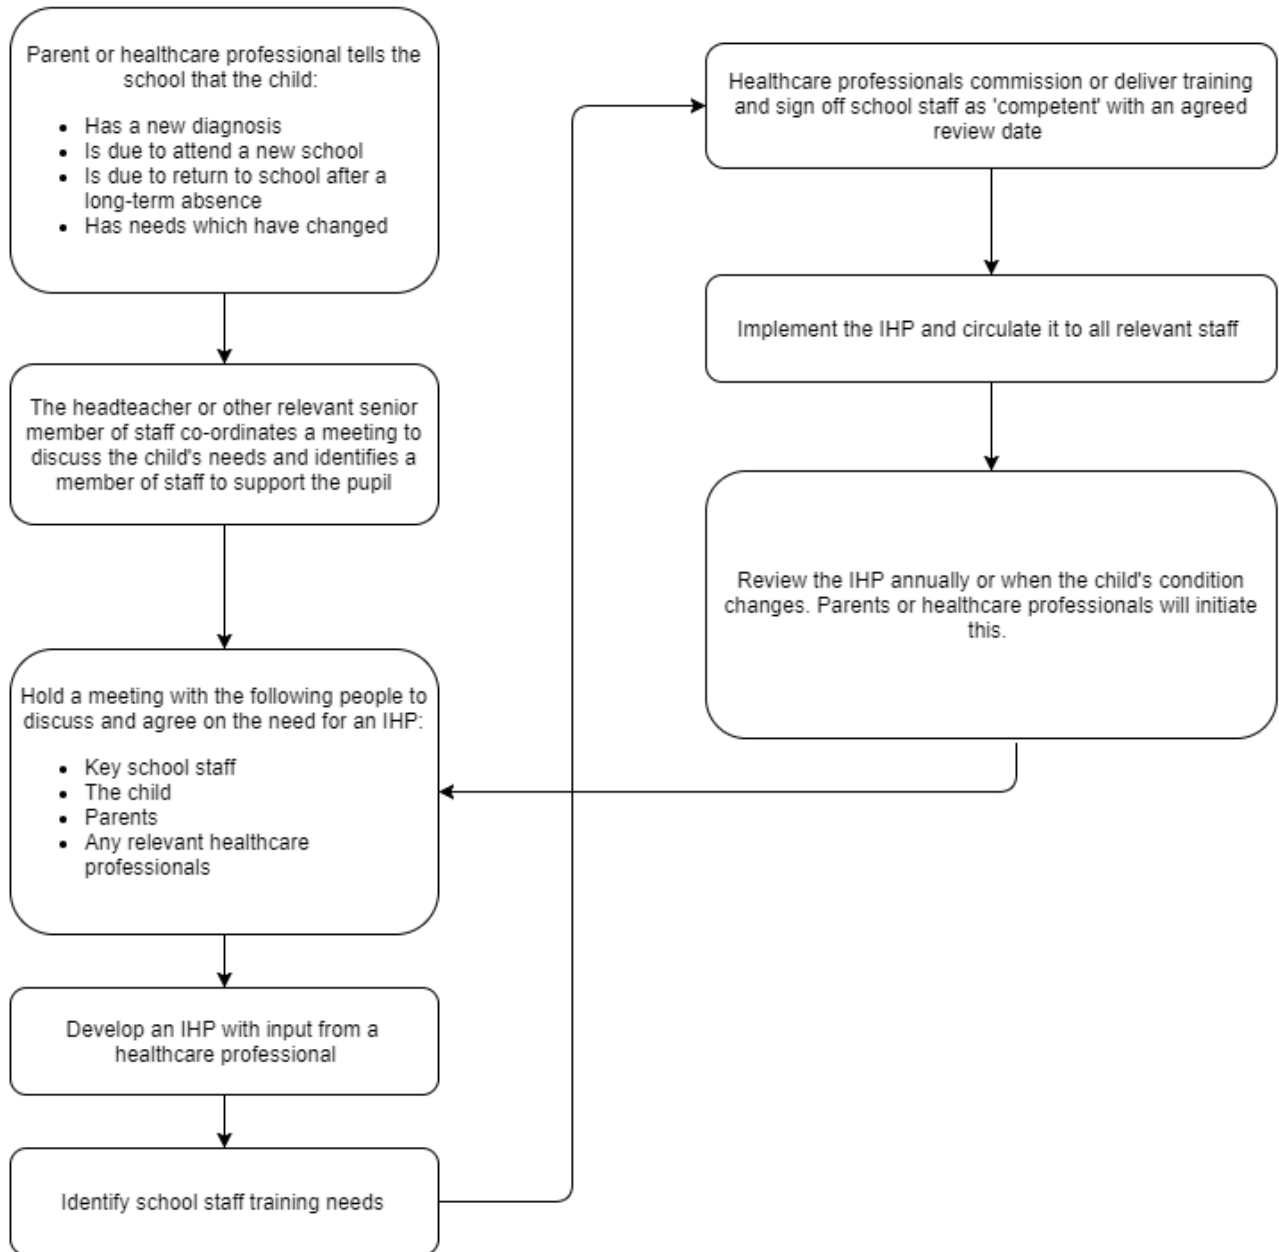 Parent or healthcare professional tells the
school that the child:
• Has a new diagnosis
• Is due to attend a new school
• Is due to return to school after a
long-term absence
• Has needs which have changed
The headteacher or other relevant senior
member of staff co-ordinates a meeting to
discuss the child's needs and identifies a
member of staff to support the pupil
Hold a meeting with the following people to
discuss and agree on the need for an IHP:
• Key school staff
• The child
• Parents
• Any relevant healthcare
professionals
Develop an IHP with input from a
healthcare professional
Identify school staff training needs
Healthcare professionals commission or deliver training
and sign off school staff as 'competent' with an agreed
review date
Implement the IHP and circulate it to all relevant staff
Review the IHP annually or when the child's condition
changes. Parents or healthcare professionals will initiate
this.